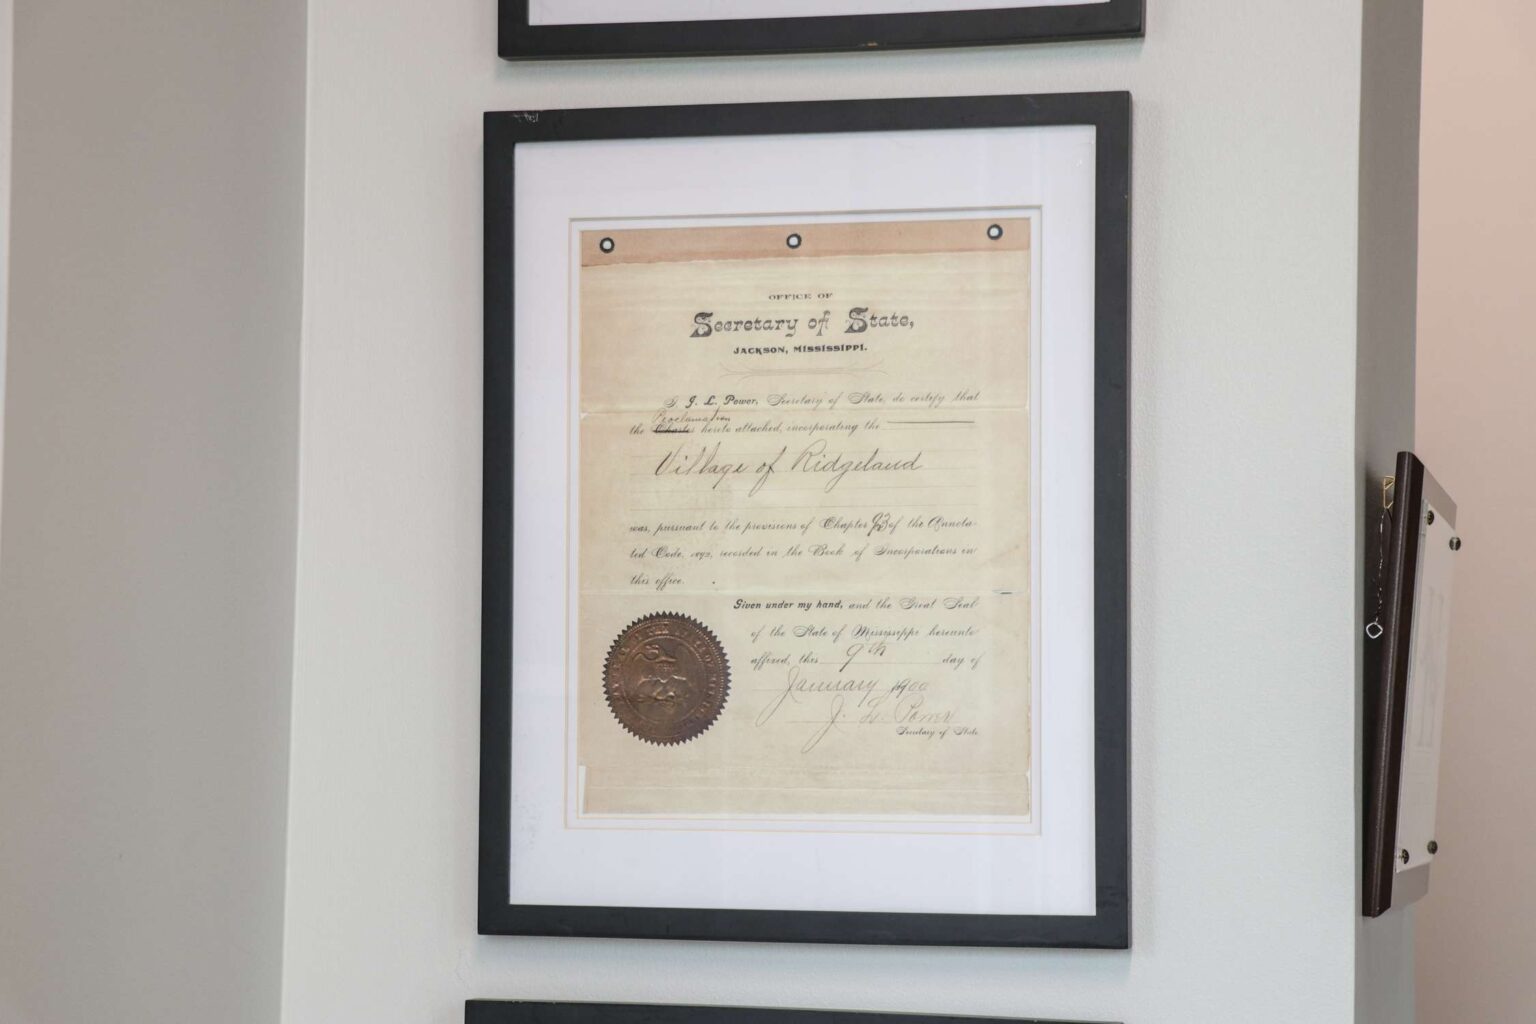 OFFICE OF
Secretary of State,
JACKSON, MISSISSIPPI.
I, J. L. Power, Secretary of State, do certify that
Proclamation
the Charter hereto attached, incorporating the
Village of Ridgeland
was, pursuant to the provisions of Chapter 93 of the Annota-
ted Code, 1892, recorded in the Book of Incorporations in
this office.
Given under my hand, and the Great Seal
of the State of Mississippi hereunto
affixed, this 9th day of
January 1900
J. L. Power
Secretary of State